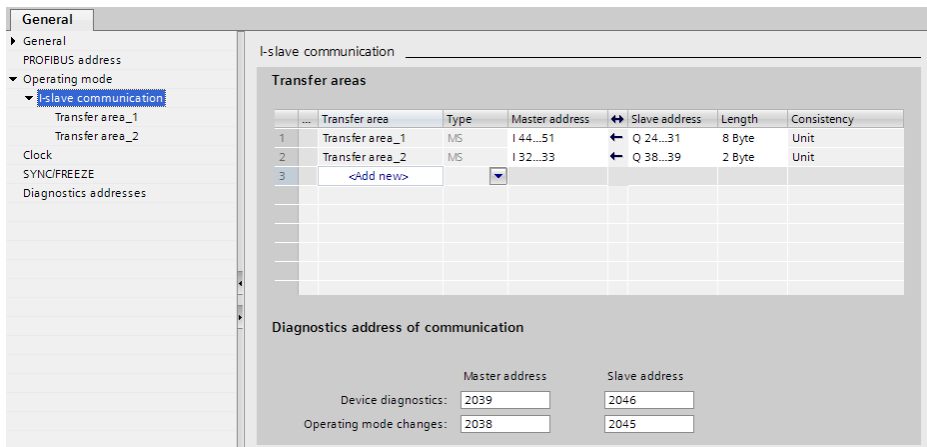 General
General
PROFIBUS address
Operating mode
I-slave communication
Transfer area_1
Transfer area_2
Clock
SYNC/FREEZE
Diagnostics addresses
I-slave communication
Transfer areas
... Transfer area Type Master address ↔ Slave address Length Consistency
1 Transfer area_1 MS I 44...51 ← Q 24...31 8 Byte Unit
2 Transfer area_2 MS I 32...33 ← Q 38...39 2 Byte Unit
3 <Add new>
Diagnostics address of communication
Master address Slave address
Device diagnostics: 2039 2046
Operating mode changes: 2038 2045